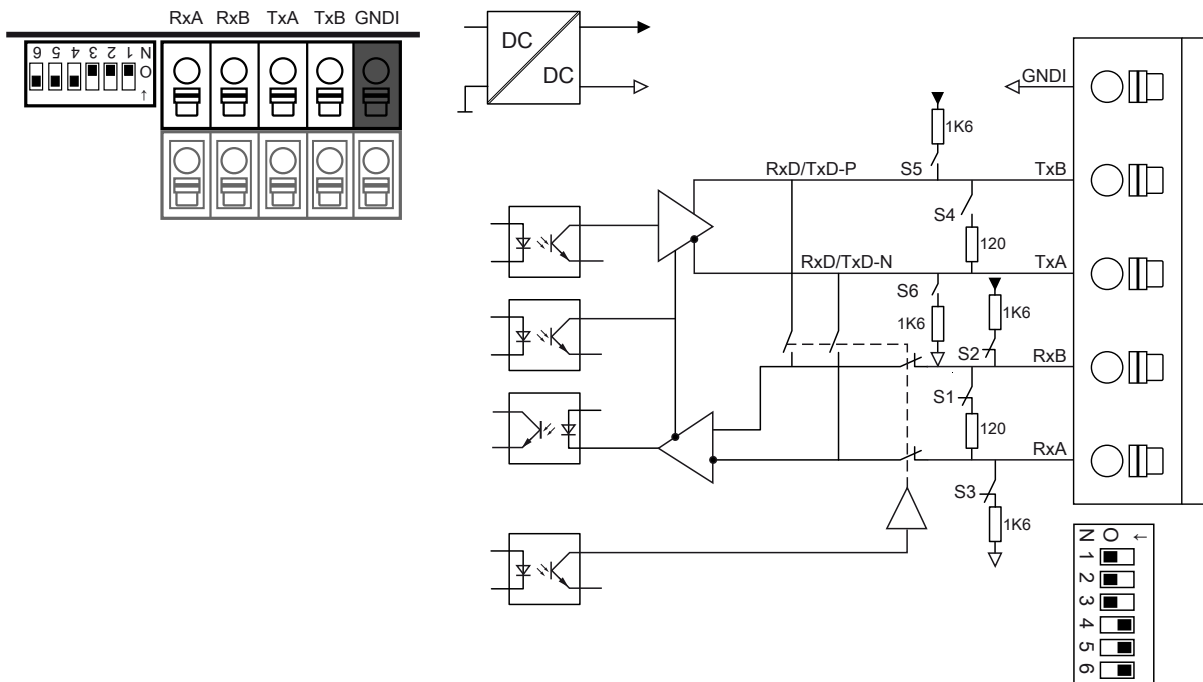 RxA RxB TxA TxB GNDI
6 5 4 3 2 1 N O ↑
DC
DC
GNDI
1K6
S5
RxD/TxD-P
TxB
S4
120
RxD/TxD-N
TxA
S6
1K6
1K6
S2
RxB
S1
120
RxA
S3
1K6
N O ↑
1
2
3
4
5
6